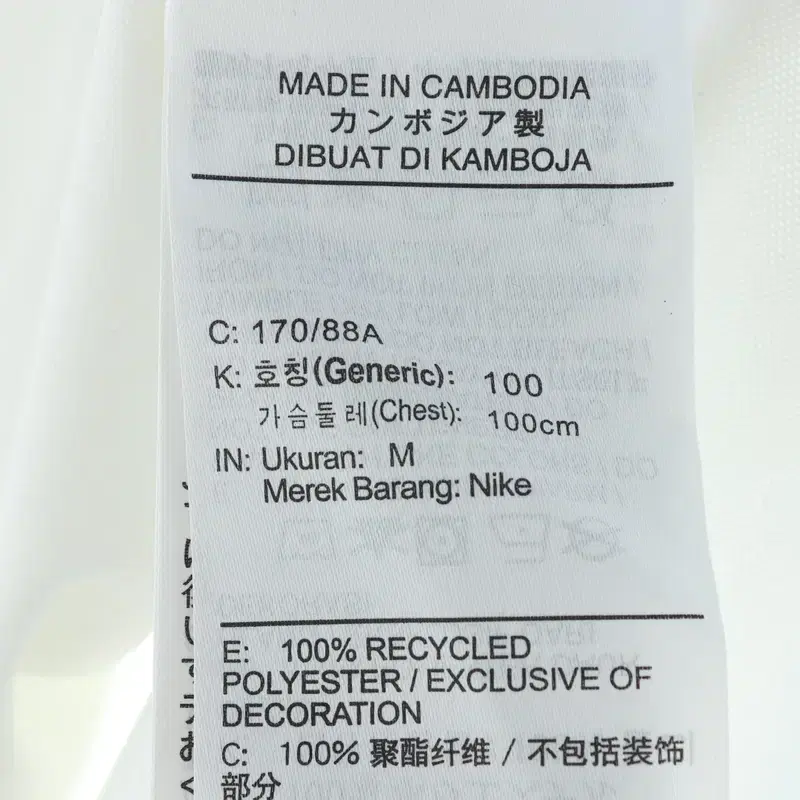 MADE IN CAMBODIA
カンボジア製
DIBUAT DI KAMBOJA
C: 170/88A
K: 호칭(Generic): 100
가슴둘레(Chest): 100cm
IN: Ukuran: M
Merek Barang: Nike
E: 100% RECYCLED
POLYESTER / EXCLUSIVE OF
DECORATION
C: 100% 聚酯纤维 / 不包括装饰
部分